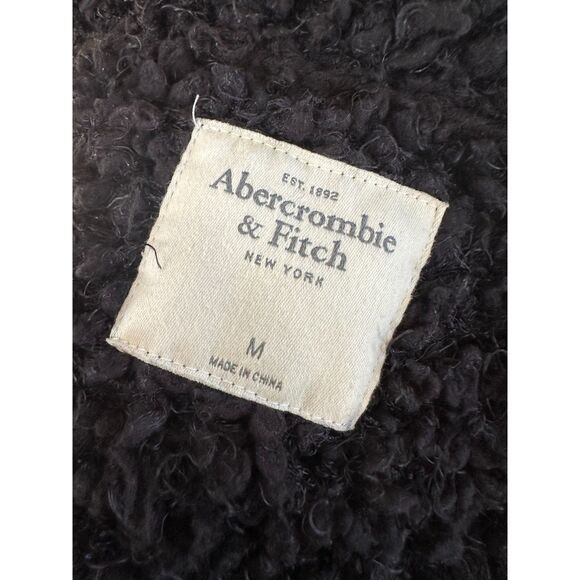 EST. 1892
Abercrombie
& Fitch
NEW YORK
M
MADE IN CHINA